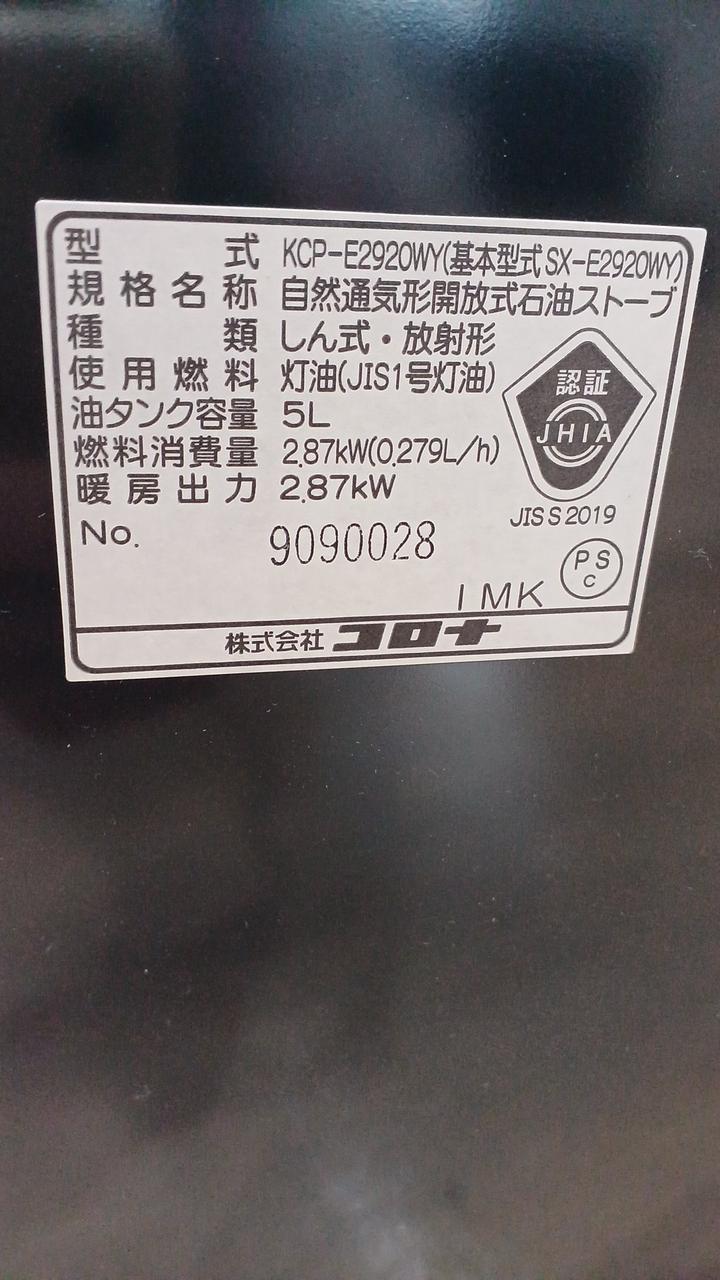 型式 KCP-E2920WY(基本型式 SX-E2920WY)
規格名称 自然通気形開放式石油ストーブ
種類 しん式・放射形
使用燃料 灯油(JIS1号灯油)
油タンク容量 5L
燃料消費量 2.87kW(0.279L/h)
暖房出力 2.87kW
認証
JHIA
JIS S 2019
No. 9090028
PS
C
1MK
株式会社 コロナ